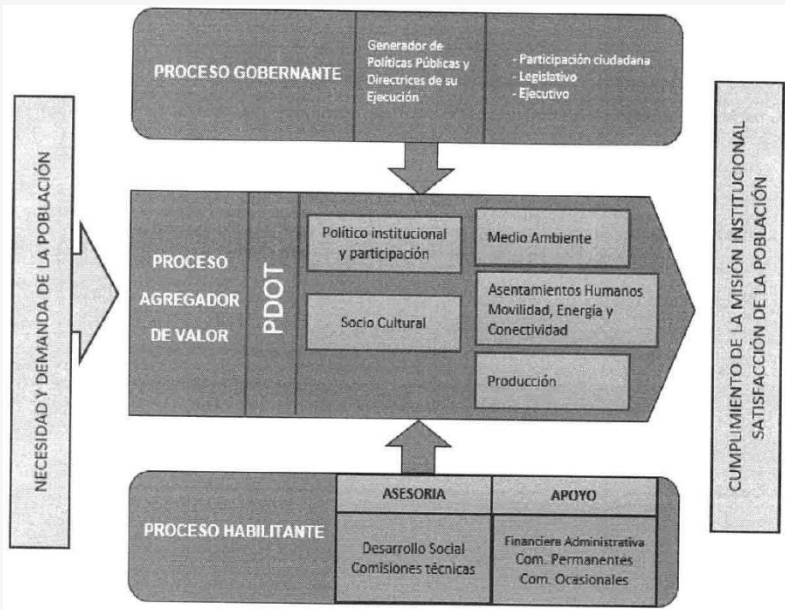 PROCESO GOBERNANTE
Generador de
Políticas Públicas y
Directrices de su
Ejecución
- Participación ciudadana
- Legislativo
- Ejecutivo
NECESIDAD Y DEMANDA DE LA POBLACIÓN
PROCESO
AGREGADOR
DE VALOR
PDOT
Político institucional
y participación
Socio Cultural
Medio Ambiente
Asentamientos Humanos
Movilidad, Energía y
Conectividad
Producción
CUMPLIMIENTO DE LA MISIÓN INSTITUCIONAL
SATISFACCIÓN DE LA POBLACIÓN
PROCESO HABILITANTE
ASESORIA
Desarrollo Social
Comisiones técnicas
APOYO
Financiera Administrativa
Com. Permanentes
Com. Ocasionales